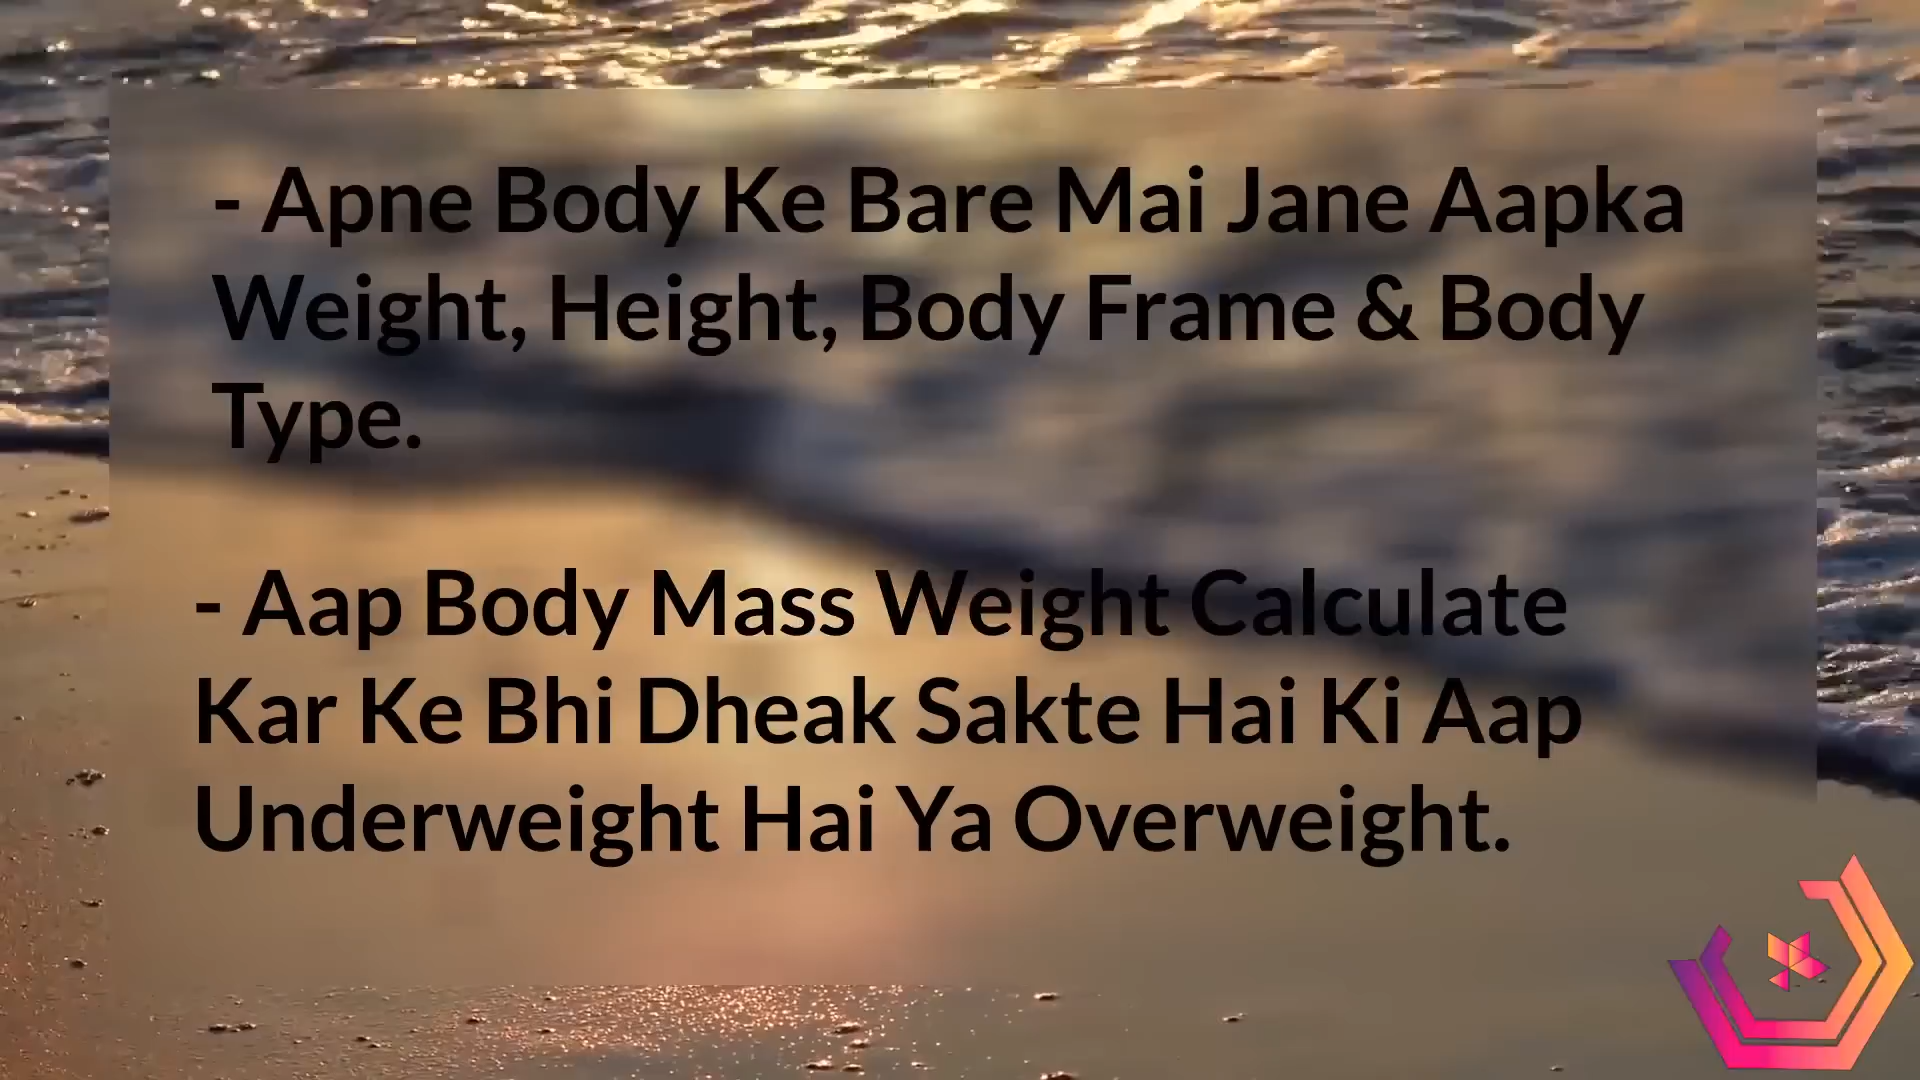 - Apne Body Ke Bare Mai Jane Aapka
Weight, Height, Body Frame & Body
Type.
- Aap Body Mass Weight Calculate
Kar Ke Bhi Dheak Sakte Hai Ki Aap
Underweight Hai Ya Overweight.